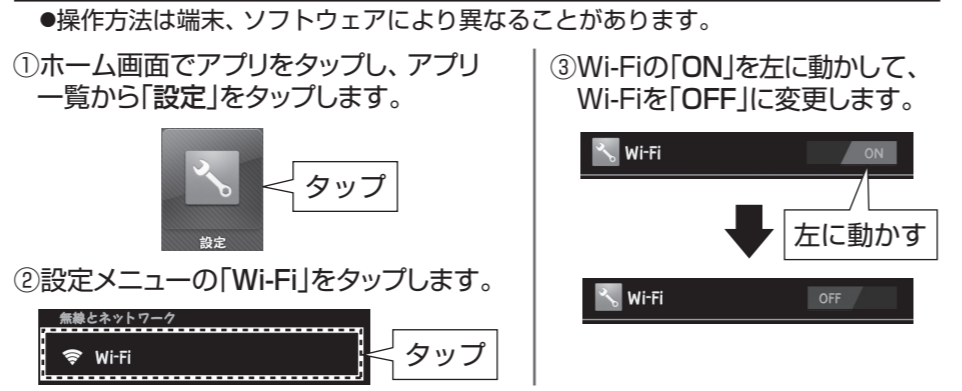 ●操作方法は端末、ソフトウェアにより異なることがあります。
①ホーム画面でアプリをタップし、アプリ
一覧から「設定」をタップします。
タップ
設定
②設定メニューの「Wi-Fi」をタップします。
無線とネットワーク
Wi-Fi
タップ
③Wi-Fiの「ON」を左に動かして、
Wi-Fiを「OFF」に変更します。
Wi-Fi ON
左に動かす
Wi-Fi OFF